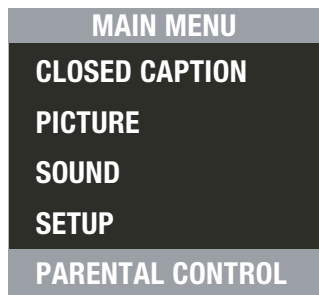 MAIN MENU
CLOSED CAPTION
PICTURE
SOUND
SETUP
PARENTAL CONTROL